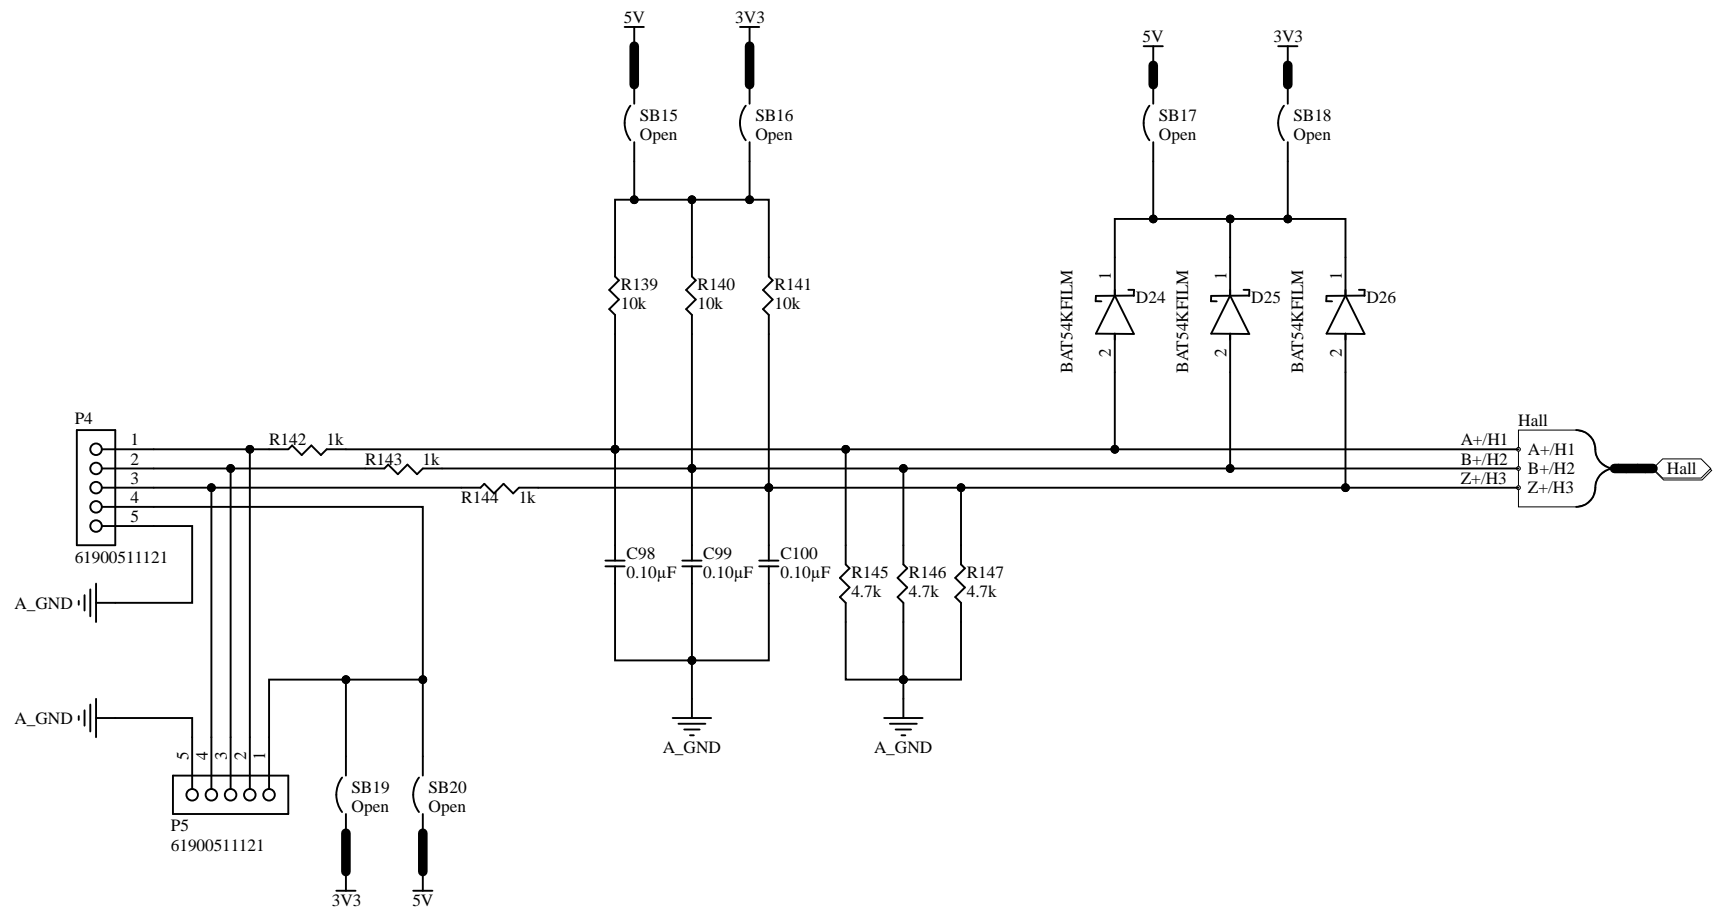 5V
3V3
SB15
Open
SB16
Open
5V
3V3
SB17
Open
SB18
Open
R139
10k
R140
10k
R141
10k
BAT54KFILM
1
2
D24
BAT54KFILM
1
2
D25
BAT54KFILM
1
2
D26
P4
1
2
3
4
5
61900511121
R142 1k
R143 1k
R144 1k
A+/H1
B+/H2
Z+/H3
Hall
A+/H1
B+/H2
Z+/H3
Hall
C98
0.10µF
C99
0.10µF
C100
0.10µF
R145
4.7k
R146
4.7k
R147
4.7k
A_GND
A_GND
A_GND
A_GND
5
4
3
2
1
P5
61900511121
SB19
Open
SB20
Open
3V3
5V